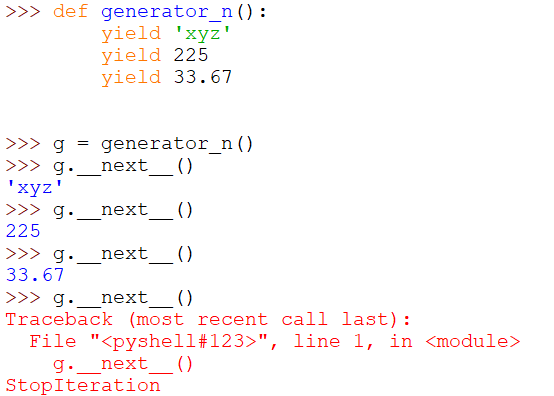 >>> def generator_n():
        yield 'xyz'
        yield 225
        yield 33.67
>>> g = generator_n()
>>> g.__next__()
'xyz'
>>> g.__next__()
225
>>> g.__next__()
33.67
>>> g.__next__()
Traceback (most recent call last):
  File "<pyshell#123>", line 1, in <module>
    g.__next__()
StopIteration